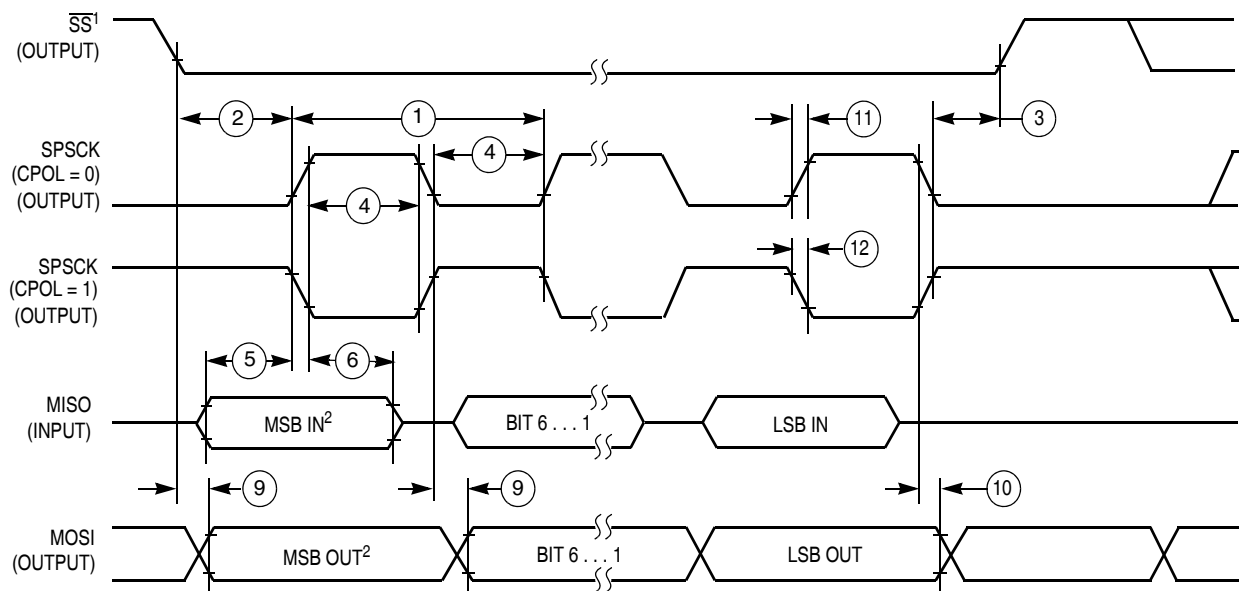 SS¹
(OUTPUT)
2
1
11
3
SPSCK
(CPOL = 0)
(OUTPUT)
4
4
SPSCK
(CPOL = 1)
(OUTPUT)
12
5
6
MISO
(INPUT)
MSB IN²
BIT 6 . . . 1
LSB IN
9
9
10
MOSI
(OUTPUT)
MSB OUT²
BIT 6 . . . 1
LSB OUT